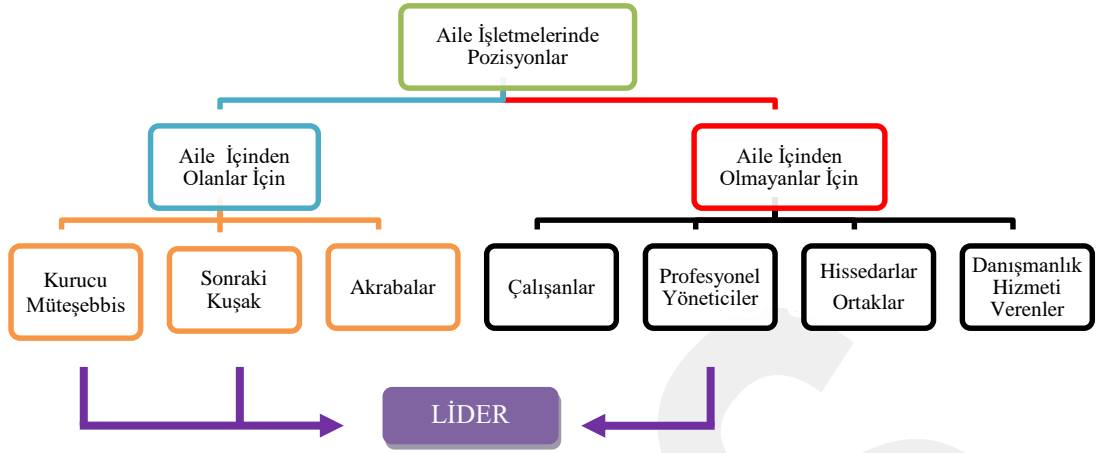 Aile İşletmelerinde
Pozisyonlar
Aile İçinden
Olanlar İçin
Aile İçinden
Olmayanlar İçin
Kurucu
Müteşebbis
Sonraki
Kuşak
Akrabalar
Çalışanlar
Profesyonel
Yöneticiler
Hissedarlar
Ortaklar
Danışmanlık
Hizmeti
Verenler
LİDER